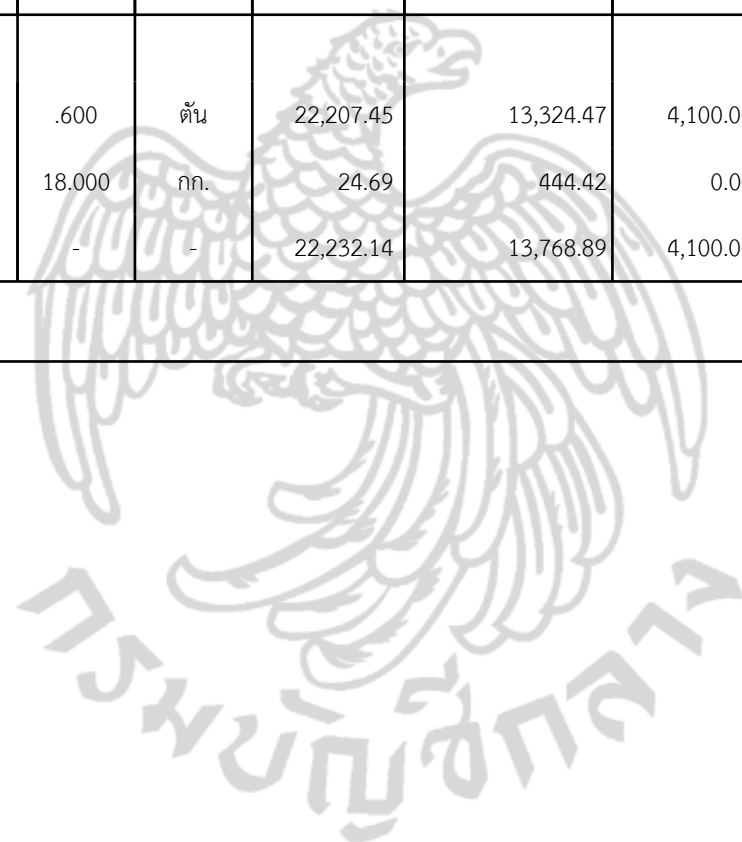 .600 ตัน 22,207.45 13,324.47 4,100.0
18.000 กก. 24.69 444.42 0.0
- - 22,232.14 13,768.89 4,100.0
กรมบัญชีกลาง